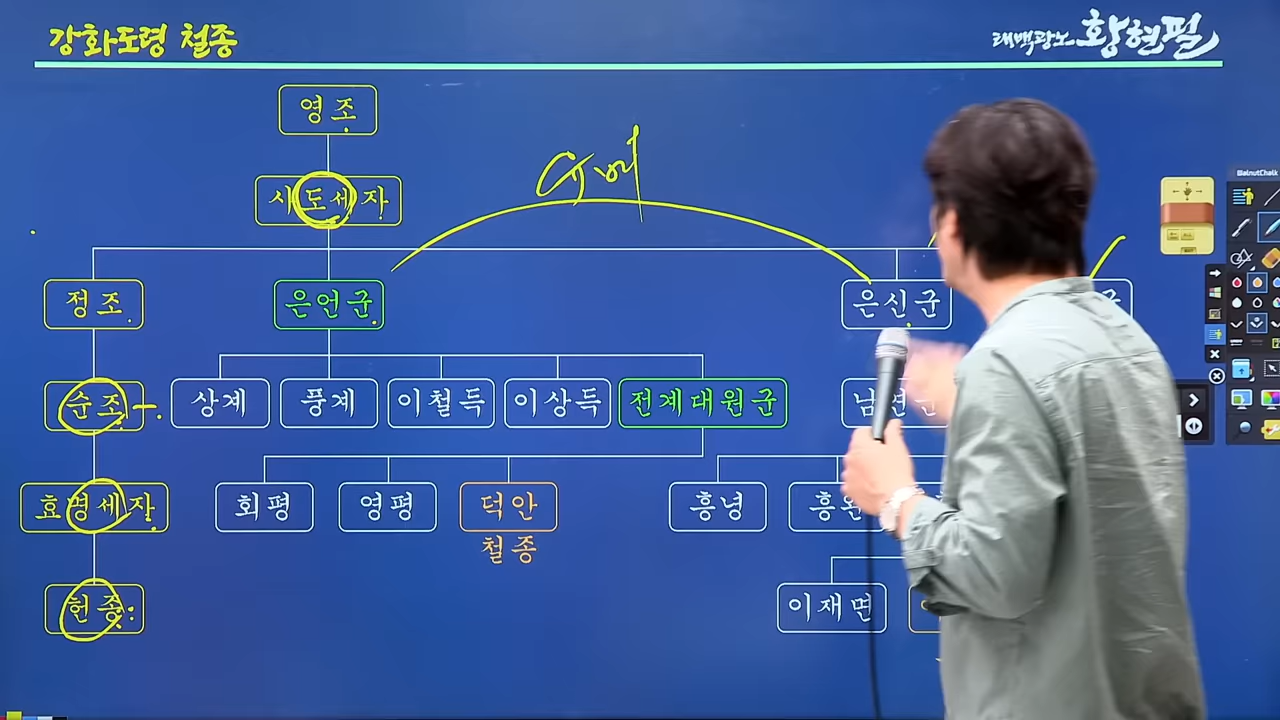 강화도령 철종
태백광노 황현필
영조
사도세자
WalnutChalk
정조
은언군
은신군
군
순조
상계
풍계
이철득
이상득
전계대원군
효명세자
회평
영평
덕안
철종
흥녕
헌종
이재면